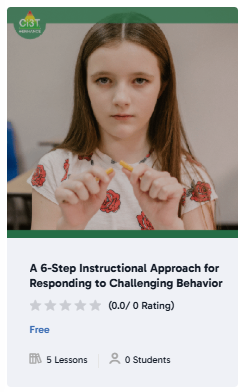 CI3T
A 6-Step Instructional Approach for
Responding to Challenging Behavior
(0.0/ 0 Rating)
Free
5 Lessons
0 Students